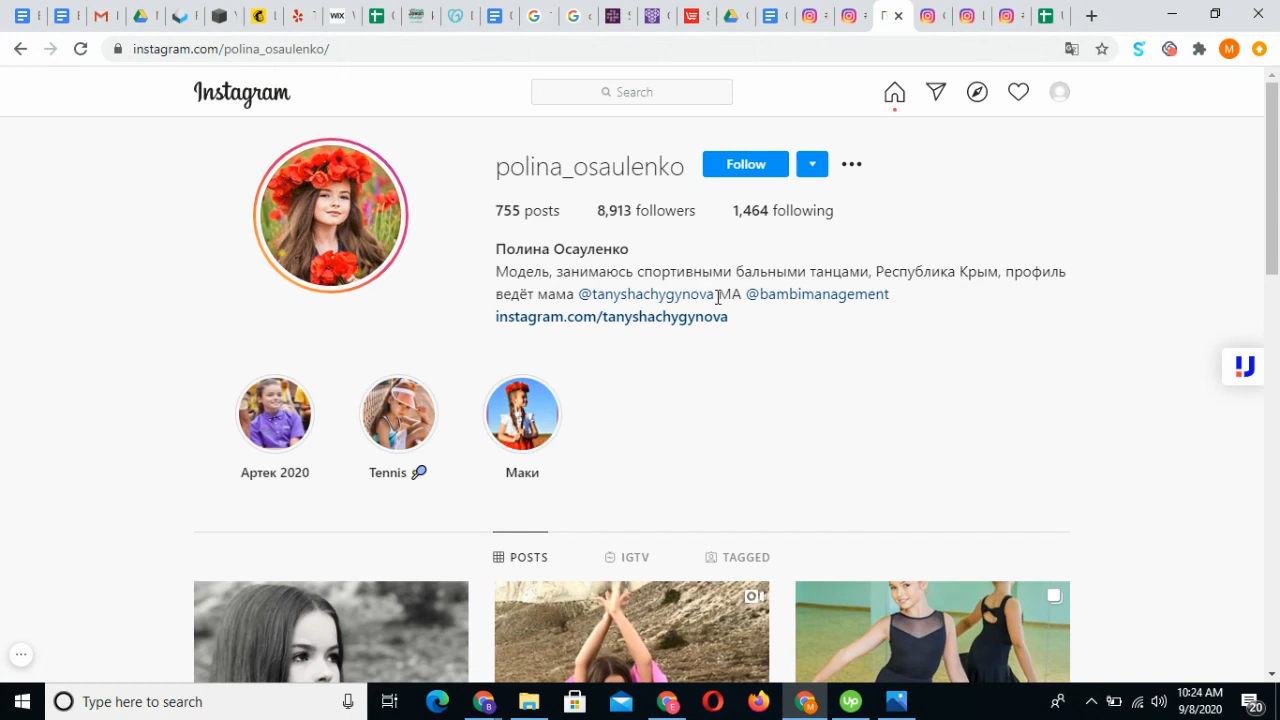 instagram.com/polina_osaulenko/
M
Instagram
Search
polina_osaulenko
Follow
755 posts
8,913 followers
1,464 following
Полина Осауленко
Модель, занимаюсь спортивными бальными танцами, Республика Крым, профиль
ведёт мама @tanyshachygynova МА @bambimanagement
instagram.com/tanyshachygynova
Артек 2020
Tennis
Маки
POSTS
IGTV
TAGGED
Type here to search
10:24 AM
9/8/2020
20